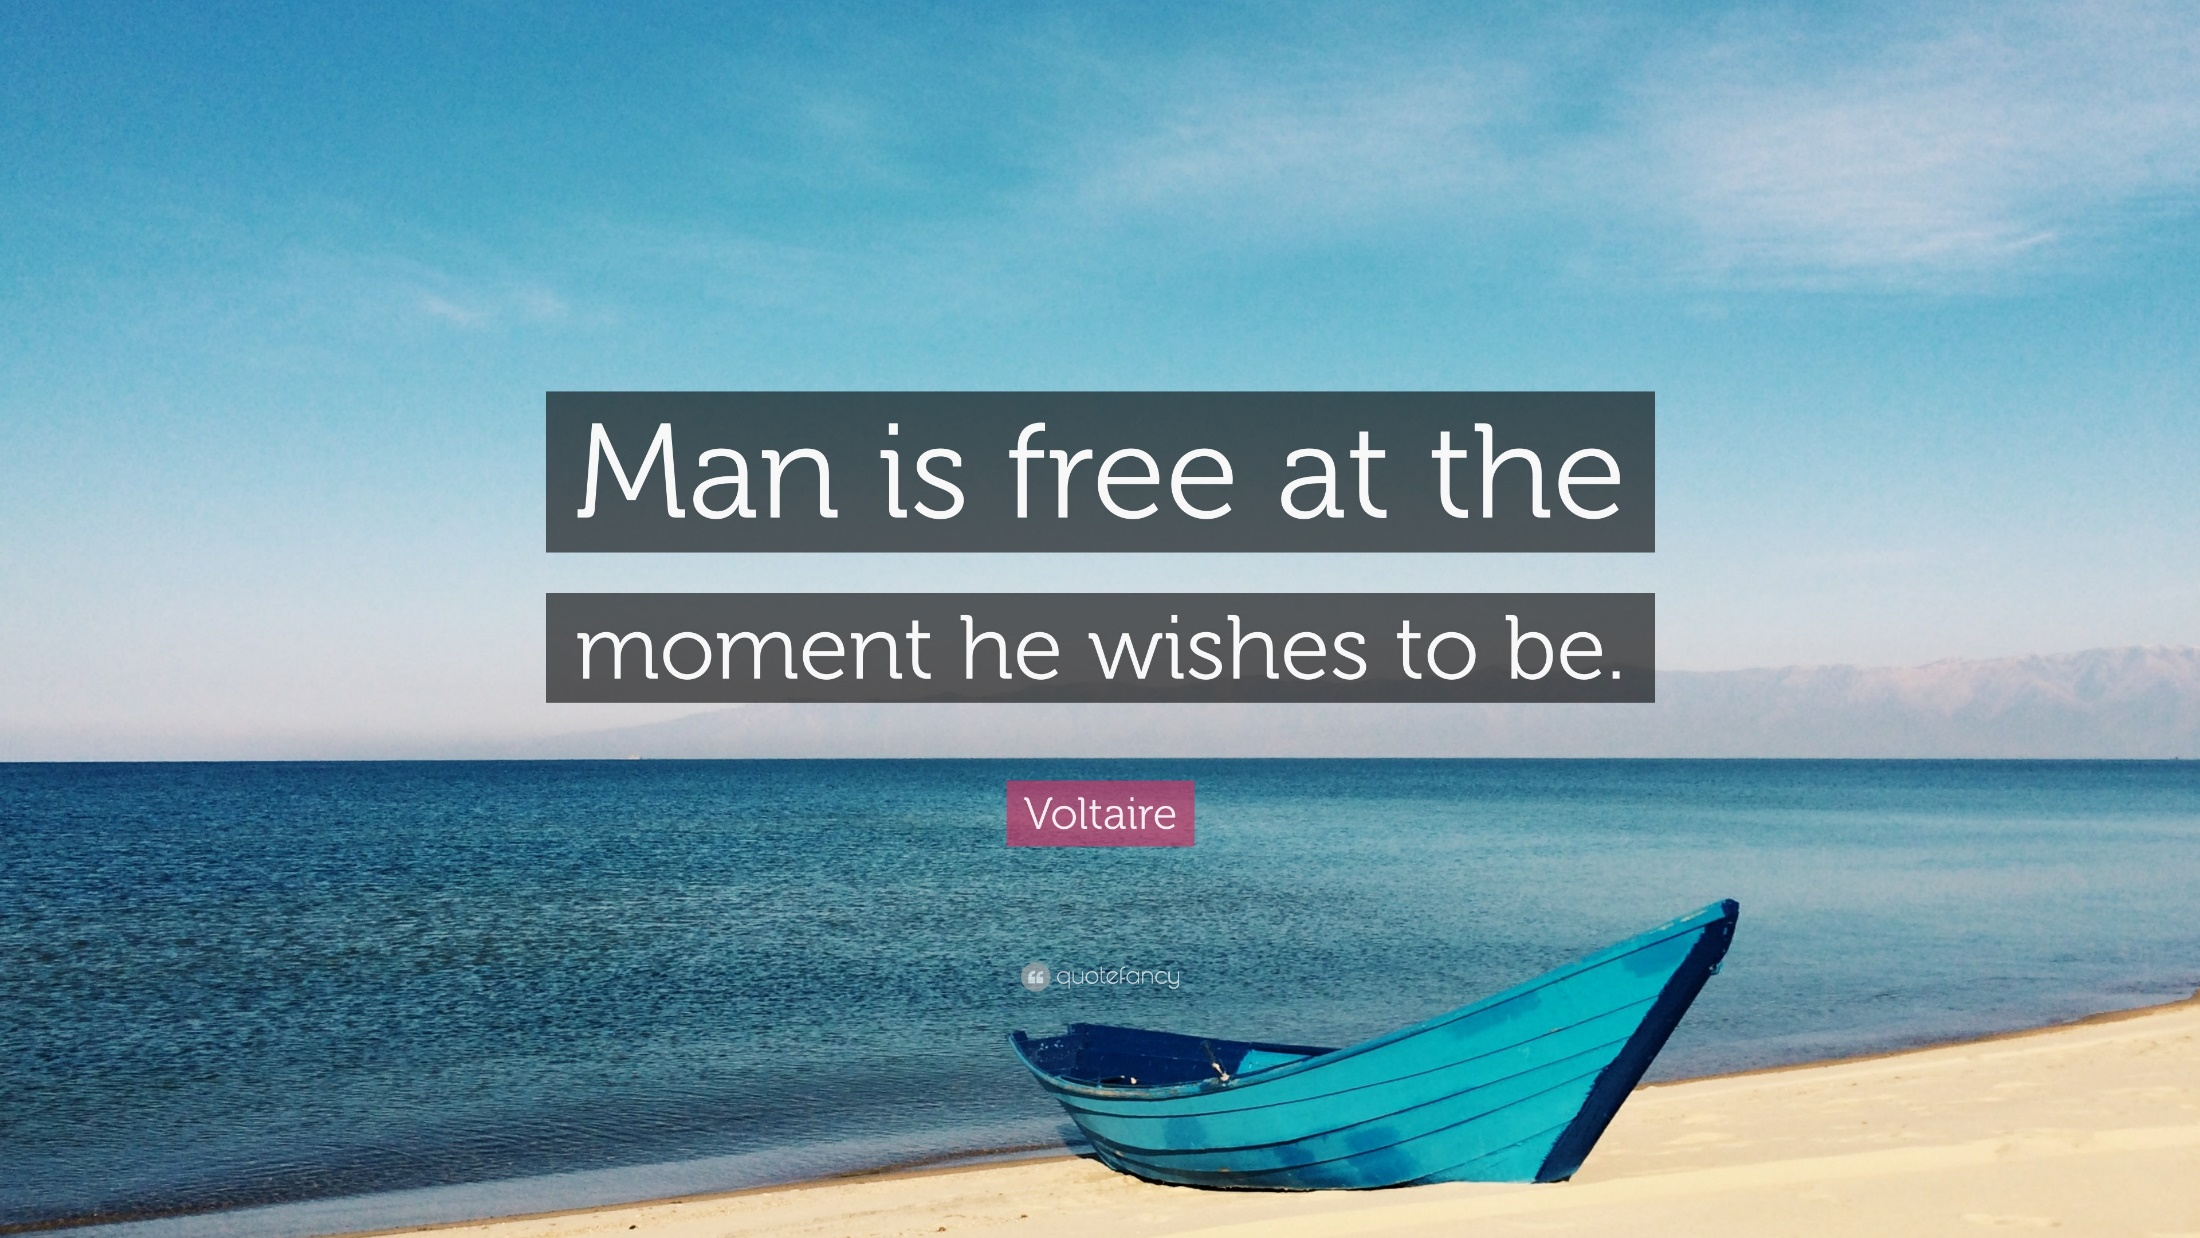 Man is free at the
moment he wishes to be.
Voltaire
quotefancy